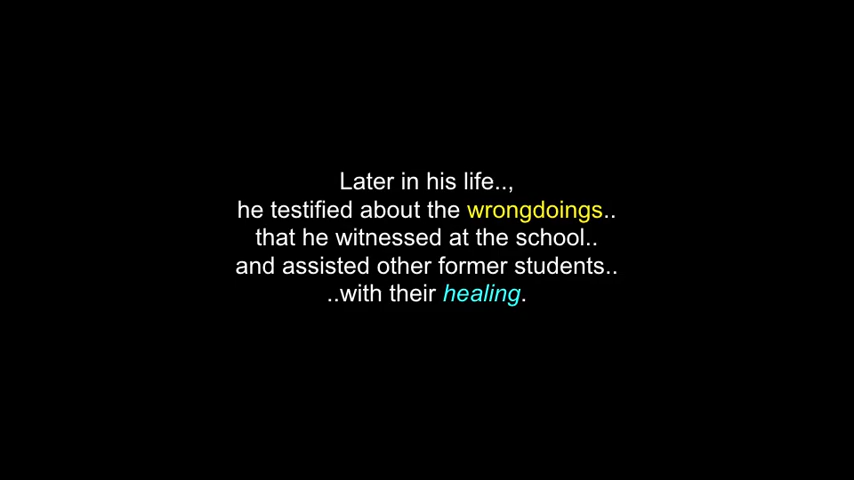 Later in his life..,
he testified about the wrongdoings..
that he witnessed at the school..
and assisted other former students..
..with their healing.